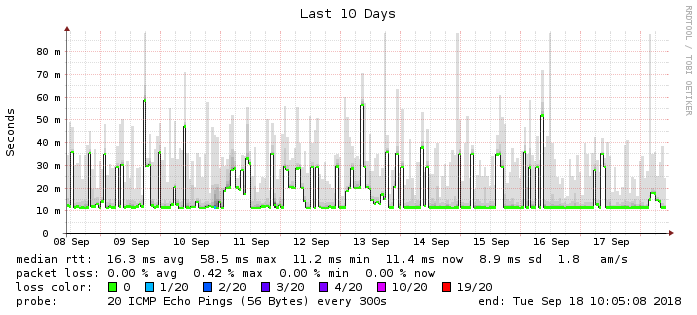 Last 10 Days
RRDTOOL / TOBI OETIKER
Seconds
80 m
70 m
60 m
50 m
40 m
30 m
20 m
10 m
0
08 Sep 09 Sep 10 Sep 11 Sep 12 Sep 13 Sep 14 Sep 15 Sep 16 Sep 17 Sep
median rtt: 16.3 ms avg 58.5 ms max 11.2 ms min 11.4 ms now 8.9 ms sd 1.8 am/s
packet loss: 0.00 % avg 0.42 % max 0.00 % min 0.00 % now
loss color: 0 1/20 2/20 3/20 4/20 10/20 19/20
probe: 20 ICMP Echo Pings (56 Bytes) every 300s end: Tue Sep 18 10:05:08 2018